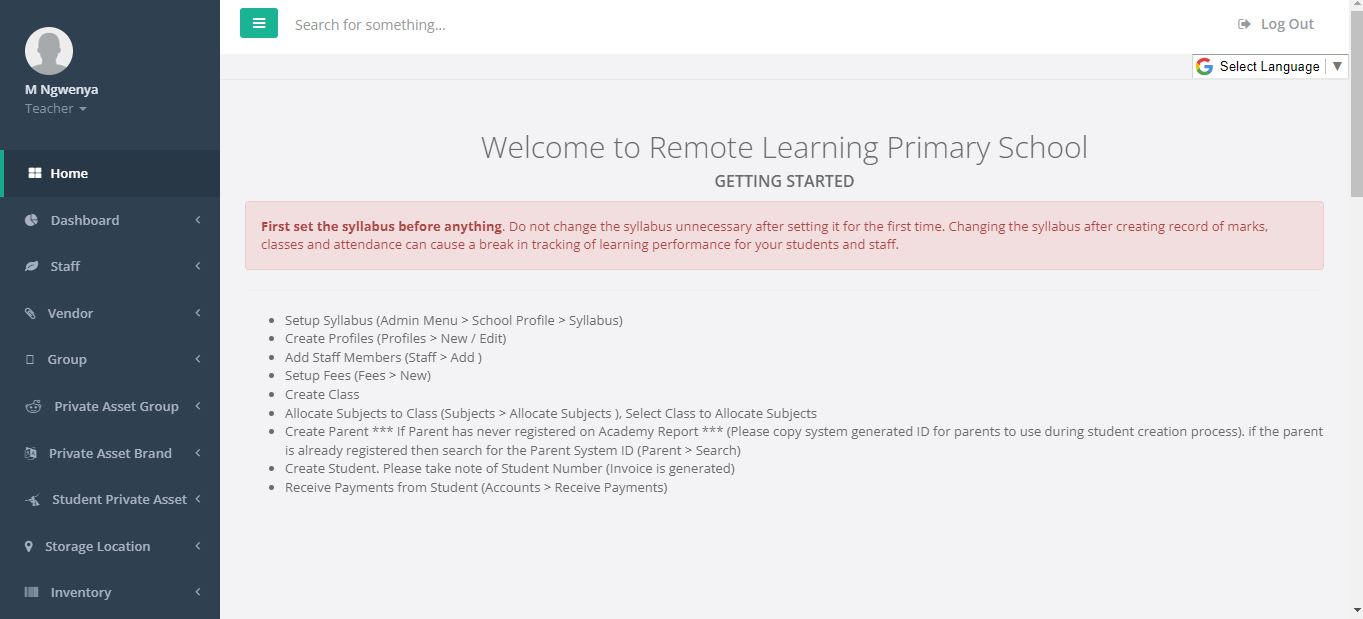 M Ngwenya
Teacher
Home
Dashboard
Staff
Vendor
Group
Private Asset Group
Private Asset Brand
Student Private Asset
Storage Location
Inventory
Search for something...
Log Out
Select Language
Welcome to Remote Learning Primary School
GETTING STARTED
First set the syllabus before anything. Do not change the syllabus unnecessary after setting it for the first time. Changing the syllabus after creating record of marks,
classes and attendance can cause a break in tracking of learning performance for your students and staff.
Setup Syllabus (Admin Menu > School Profile > Syllabus)
Create Profiles (Profiles > New / Edit)
Add Staff Members (Staff > Add )
Setup Fees (Fees > New)
Create Class
Allocate Subjects to Class (Subjects > Allocate Subjects ), Select Class to Allocate Subjects
Create Parent *** If Parent has never registered on Academy Report *** (Please copy system generated ID for parents to use during student creation process). if the parent
is already registered then search for the Parent System ID (Parent > Search)
Create Student. Please take note of Student Number (Invoice is generated)
Receive Payments from Student (Accounts > Receive Payments)